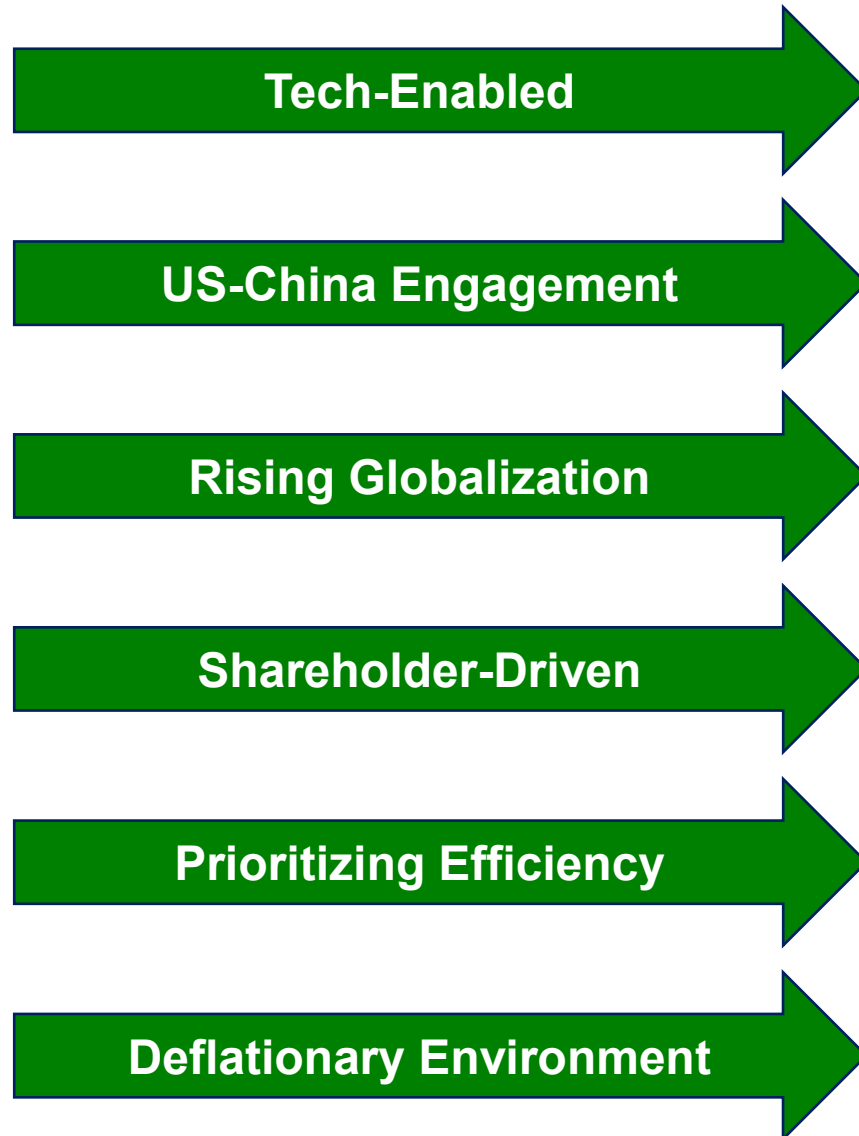 Tech-Enabled
US-China Engagement
Rising Globalization
Shareholder-Driven
Prioritizing Efficiency
Deflationary Environment